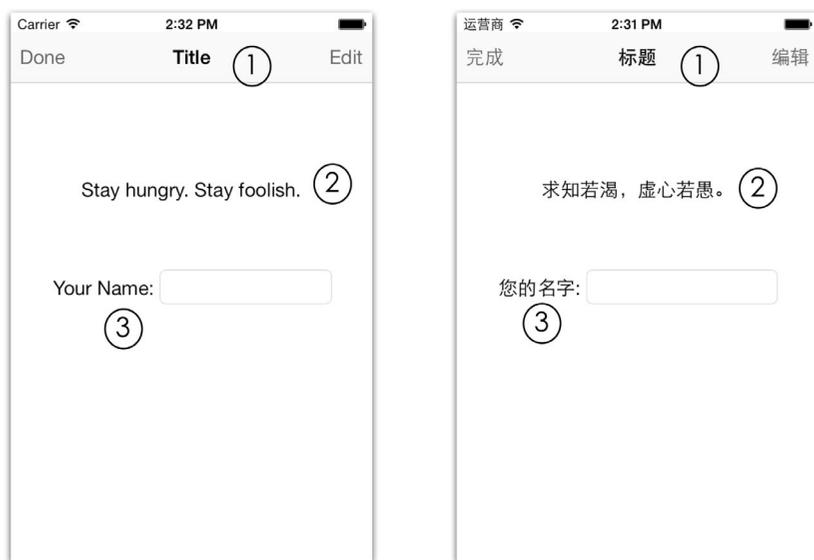 Carrier 2:32 PM
Done Title ① Edit
Stay hungry. Stay foolish. ②
Your Name:
③
运营商 2:31 PM
完成 标题 ① 编辑
求知若渴，虚心若愚。 ②
您的名字:
③